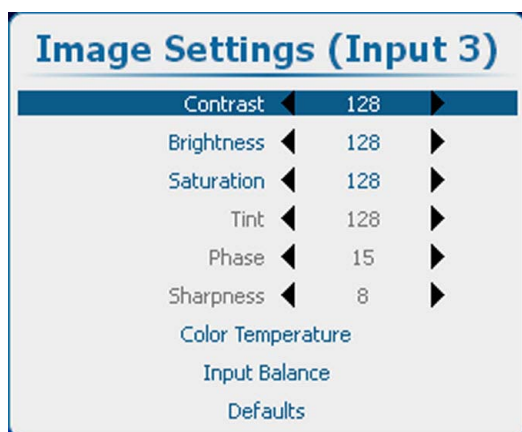 Image Settings (Input 3)
Contrast 128
Brightness 128
Saturation 128
Tint 128
Phase 15
Sharpness 8
Color Temperature
Input Balance
Defaults